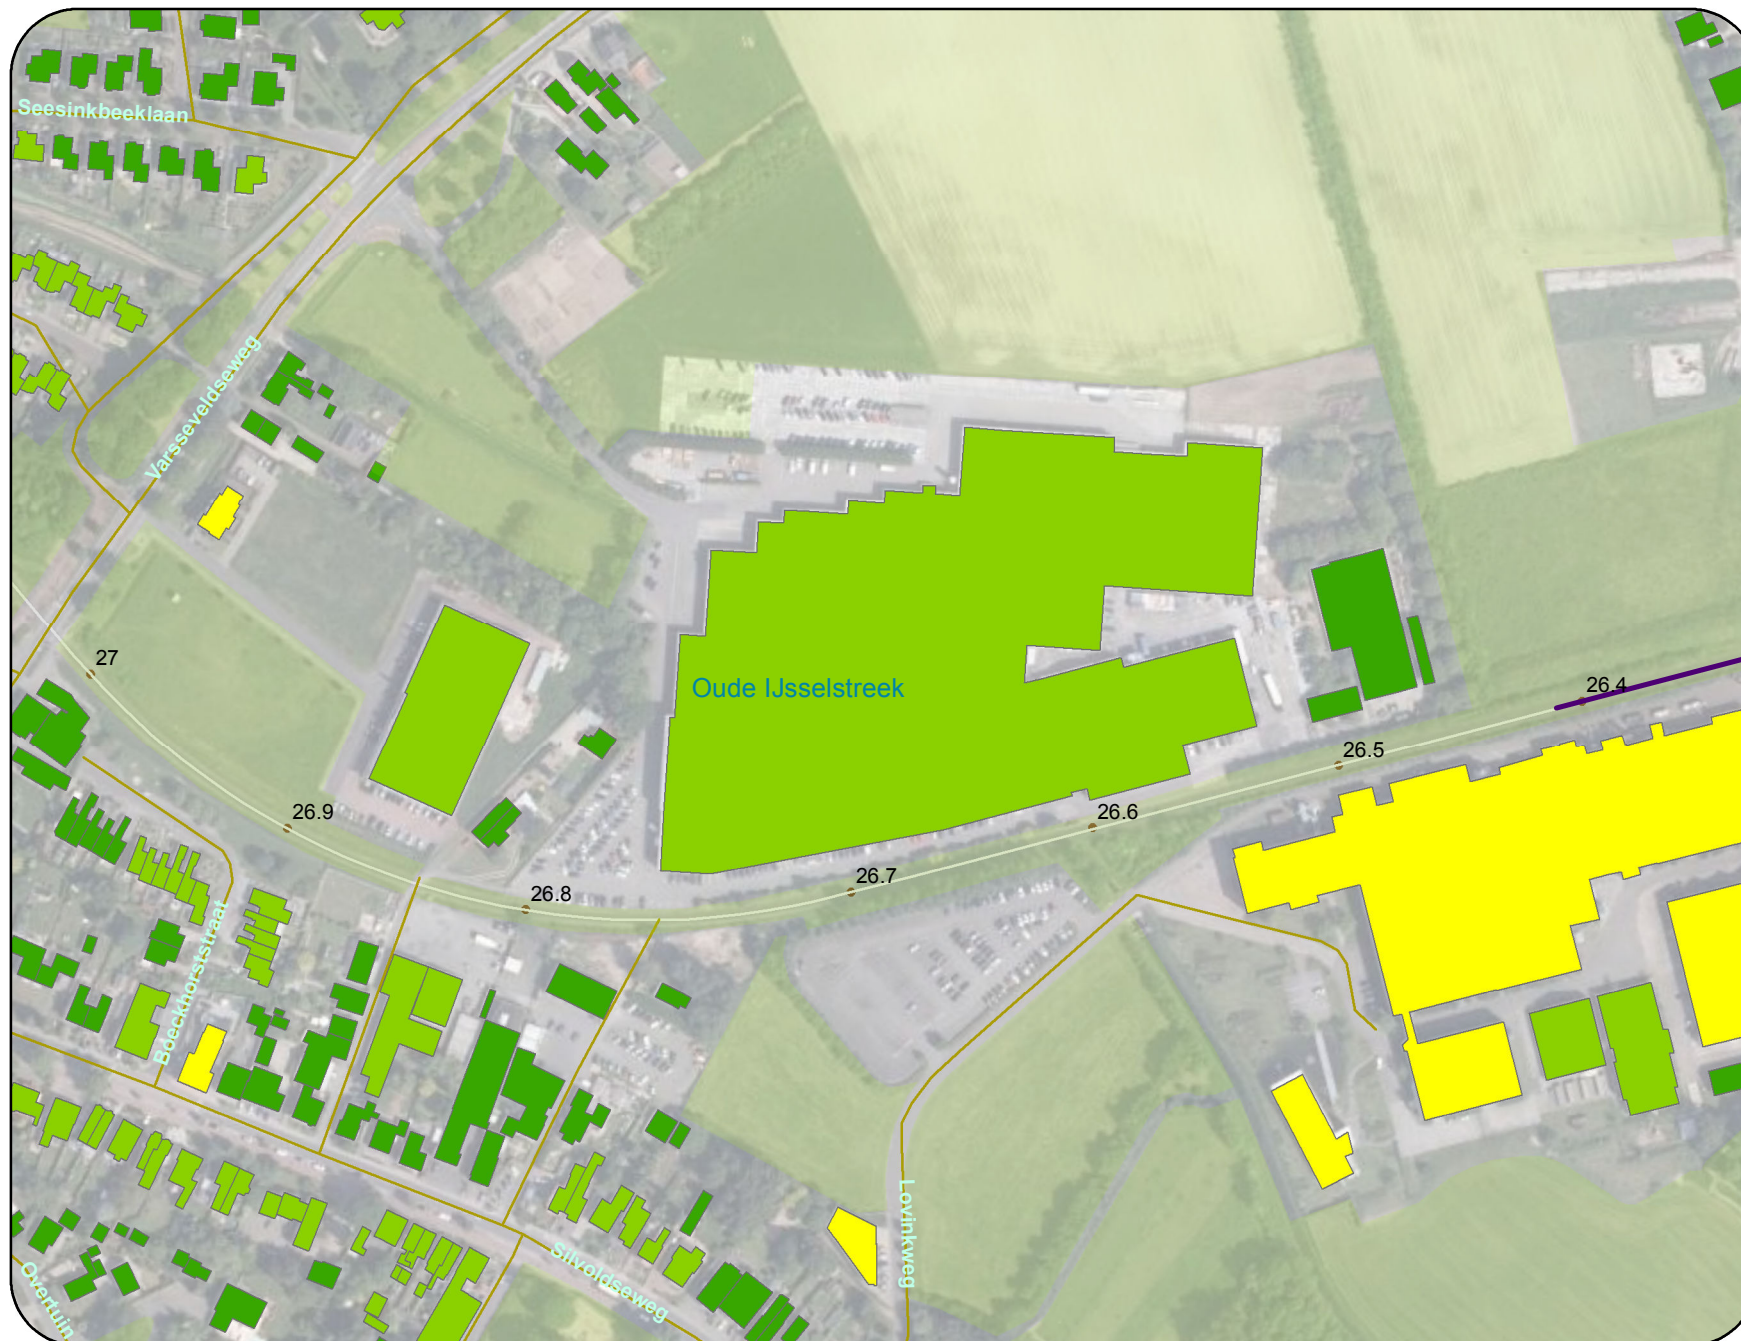 Seesinkbeeklaan
Varsseveldseweg
27
Oude IJsselstreek
26.4
26.5
26.9
26.6
26.7
26.8
Boeckhorststraat
Lovinkweg
Silvoldseweg
Overtuin